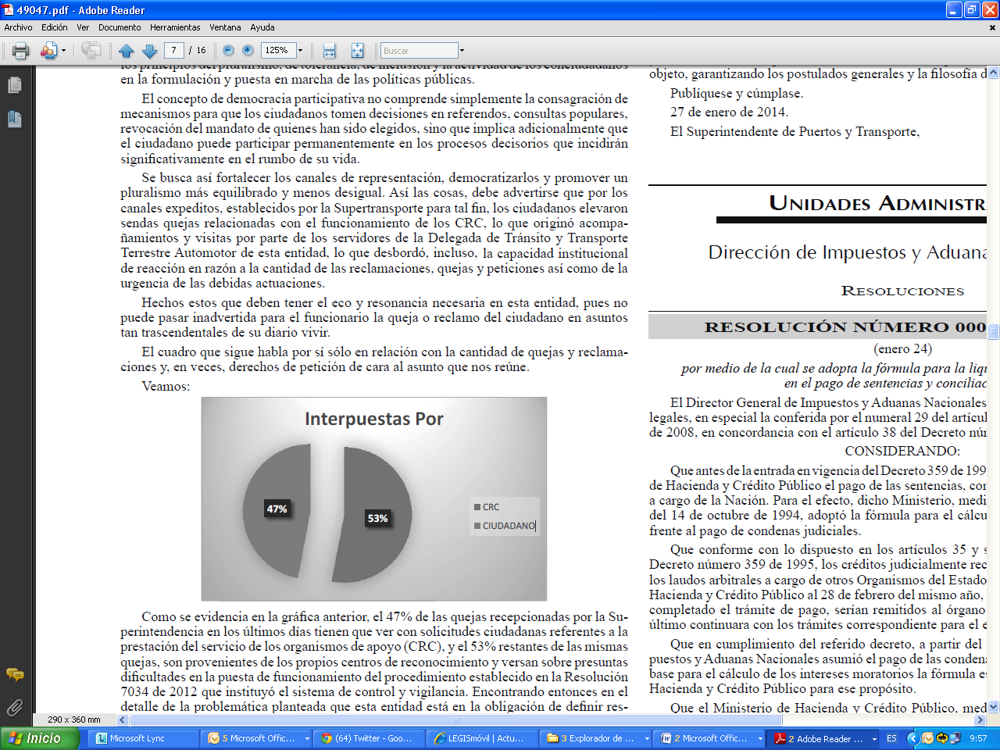 49047.pdf - Adobe Reader
Archivo Edición Ver Documento Herramientas Ventana Ayuda
7 / 16 125% Buscar
los principios del pluralismo, de tolerancia, de inclusión y la actividad de los conciudadanos
en la formulación y puesta en marcha de las políticas públicas.
El concepto de democracia participativa no comprende simplemente la consagración de
mecanismos para que los ciudadanos tomen decisiones en referendos, consultas populares,
revocación del mandato de quienes han sido elegidos, sino que implica adicionalmente que
el ciudadano puede participar permanentemente en los procesos decisorios que incidirán
significativamente en el rumbo de su vida.
Se busca así fortalecer los canales de representación, democratizarlos y promover un
pluralismo más equilibrado y menos desigual. Así las cosas, debe advertirse que por los
canales expeditos, establecidos por la Supertransporte para tal fin, los ciudadanos elevaron
sendas quejas relacionadas con el funcionamiento de los CRC, lo que originó acompa-
ñamientos y visitas por parte de los servidores de la Delegada de Tránsito y Transporte
Terrestre Automotor de esta entidad, lo que desbordó, incluso, la capacidad institucional
de reacción en razón a la cantidad de las reclamaciones, quejas y peticiones así como de la
urgencia de las debidas actuaciones.
Hechos estos que deben tener el eco y resonancia necesaria en esta entidad, pues no
puede pasar inadvertida para el funcionario la queja o reclamo del ciudadano en asuntos
tan trascendentales de su diario vivir.
El cuadro que sigue habla por sí sólo en relación con la cantidad de quejas y reclama-
ciones y, en veces, derechos de petición de cara al asunto que nos reúne.
Veamos:
Interpuestas Por
47%
53%
CRC
CIUDADANO
Como se evidencia en la gráfica anterior, el 47% de las quejas recepcionadas por la Su-
perintendencia en los últimos días tienen que ver con solicitudes ciudadanas referentes a la
prestación del servicio de los organismos de apoyo (CRC), y el 53% restantes de las mismas
quejas, son provenientes de los propios centros de reconocimiento y versan sobre presuntas
dificultades en la puesta de funcionamiento del procedimiento establecido en la Resolución
7034 de 2012 que instituyó el sistema de control y vigilancia. Encontrando entonces en el
detalle de la problemática planteada que esta entidad está en la obligación de definir res-
objeto, garantizando los postulados generales y la filosofía d
Publíquese y cúmplase.
27 de enero de 2014.
El Superintendente de Puertos y Transporte,
UNIDADES ADMINISTR
Dirección de Impuestos y Aduana
RESOLUCIONES
RESOLUCIÓN NÚMERO 000
(enero 24)
por medio de la cual se adopta la fórmula para la liqu
en el pago de sentencias y conciliac
El Director General de Impuestos y Aduanas Nacionales
legales, en especial la conferida por el numeral 29 del artícul
de 2008, en concordancia con el artículo 38 del Decreto núm
CONSIDERANDO:
Que antes de la entrada en vigencia del Decreto 359 de 199
de Hacienda y Crédito Público el pago de las sentencias, con
a cargo de la Nación. Para el efecto, dicho Ministerio, medi
del 14 de octubre de 1994, adoptó la fórmula para el cálcu
frente al pago de condenas judiciales.
Que conforme con lo dispuesto en los artículos 35 y s
Decreto número 359 de 1995, los créditos judicialmente rec
los laudos arbitrales a cargo de otros Organismos del Estado
Hacienda y Crédito Público al 28 de febrero del mismo año,
completado el trámite de pago, serían remitidos al órgano
último continuara con los trámites correspondiente para el e
Que en cumplimiento del referido decreto, a partir del
puestos y Aduanas Nacionales asumió el pago de las condena
base para el cálculo de los intereses moratorios la fórmula es
Hacienda y Crédito Público para ese propósito.
Que el Ministerio de Hacienda y Crédito Público, med
290 x 360 mm
Inicio Microsoft Lync 5 Microsoft Offic... (64) Twitter - Goo... LEGISmóvil | Actu... 3 Explorador de ... 2 Microsoft Offic... 2 Adobe Reader ... ES 9:57